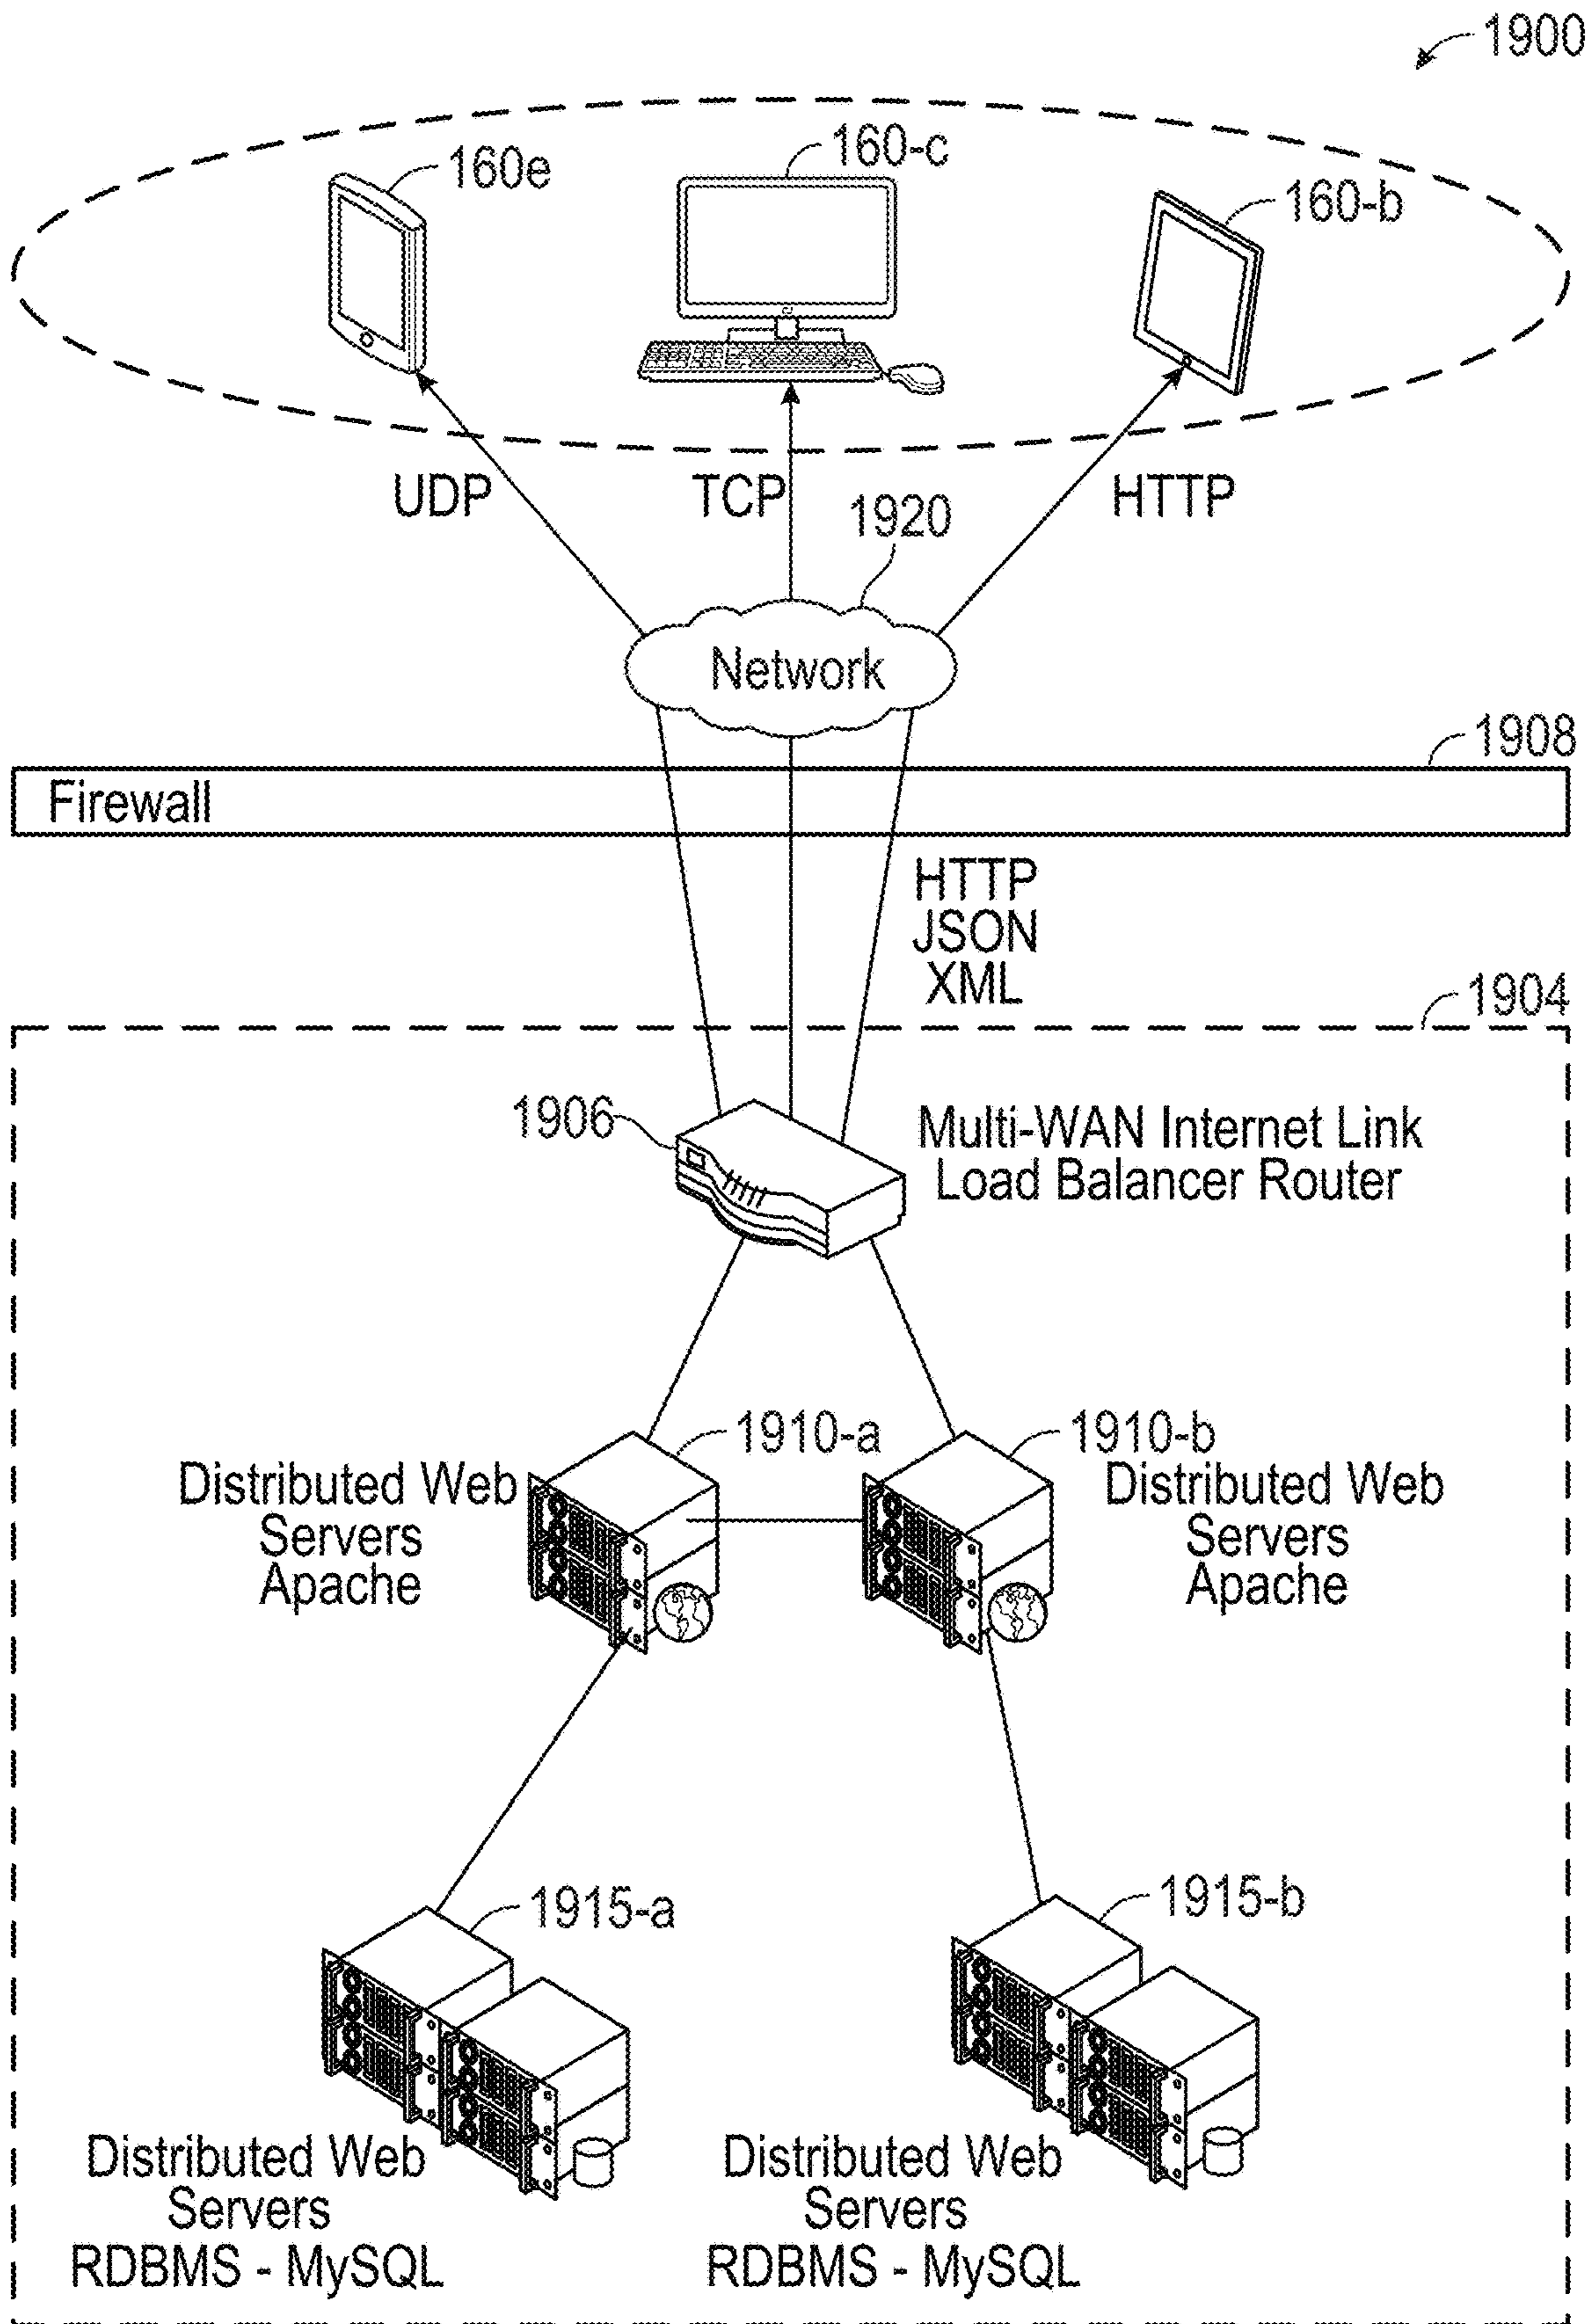 1900
160e
160-c
160-b
UDP
TCP
HTTP
1920
Network
1908
Firewall
HTTP
JSON
XML
1904
1906
Multi-WAN Internet Link
Load Balancer Router
1910-a
1910-b
Distributed Web
Servers
Apache
Distributed Web
Servers
Apache
1915-a
1915-b
Distributed Web
Servers
RDBMS - MySQL
Distributed Web
Servers
RDBMS - MySQL